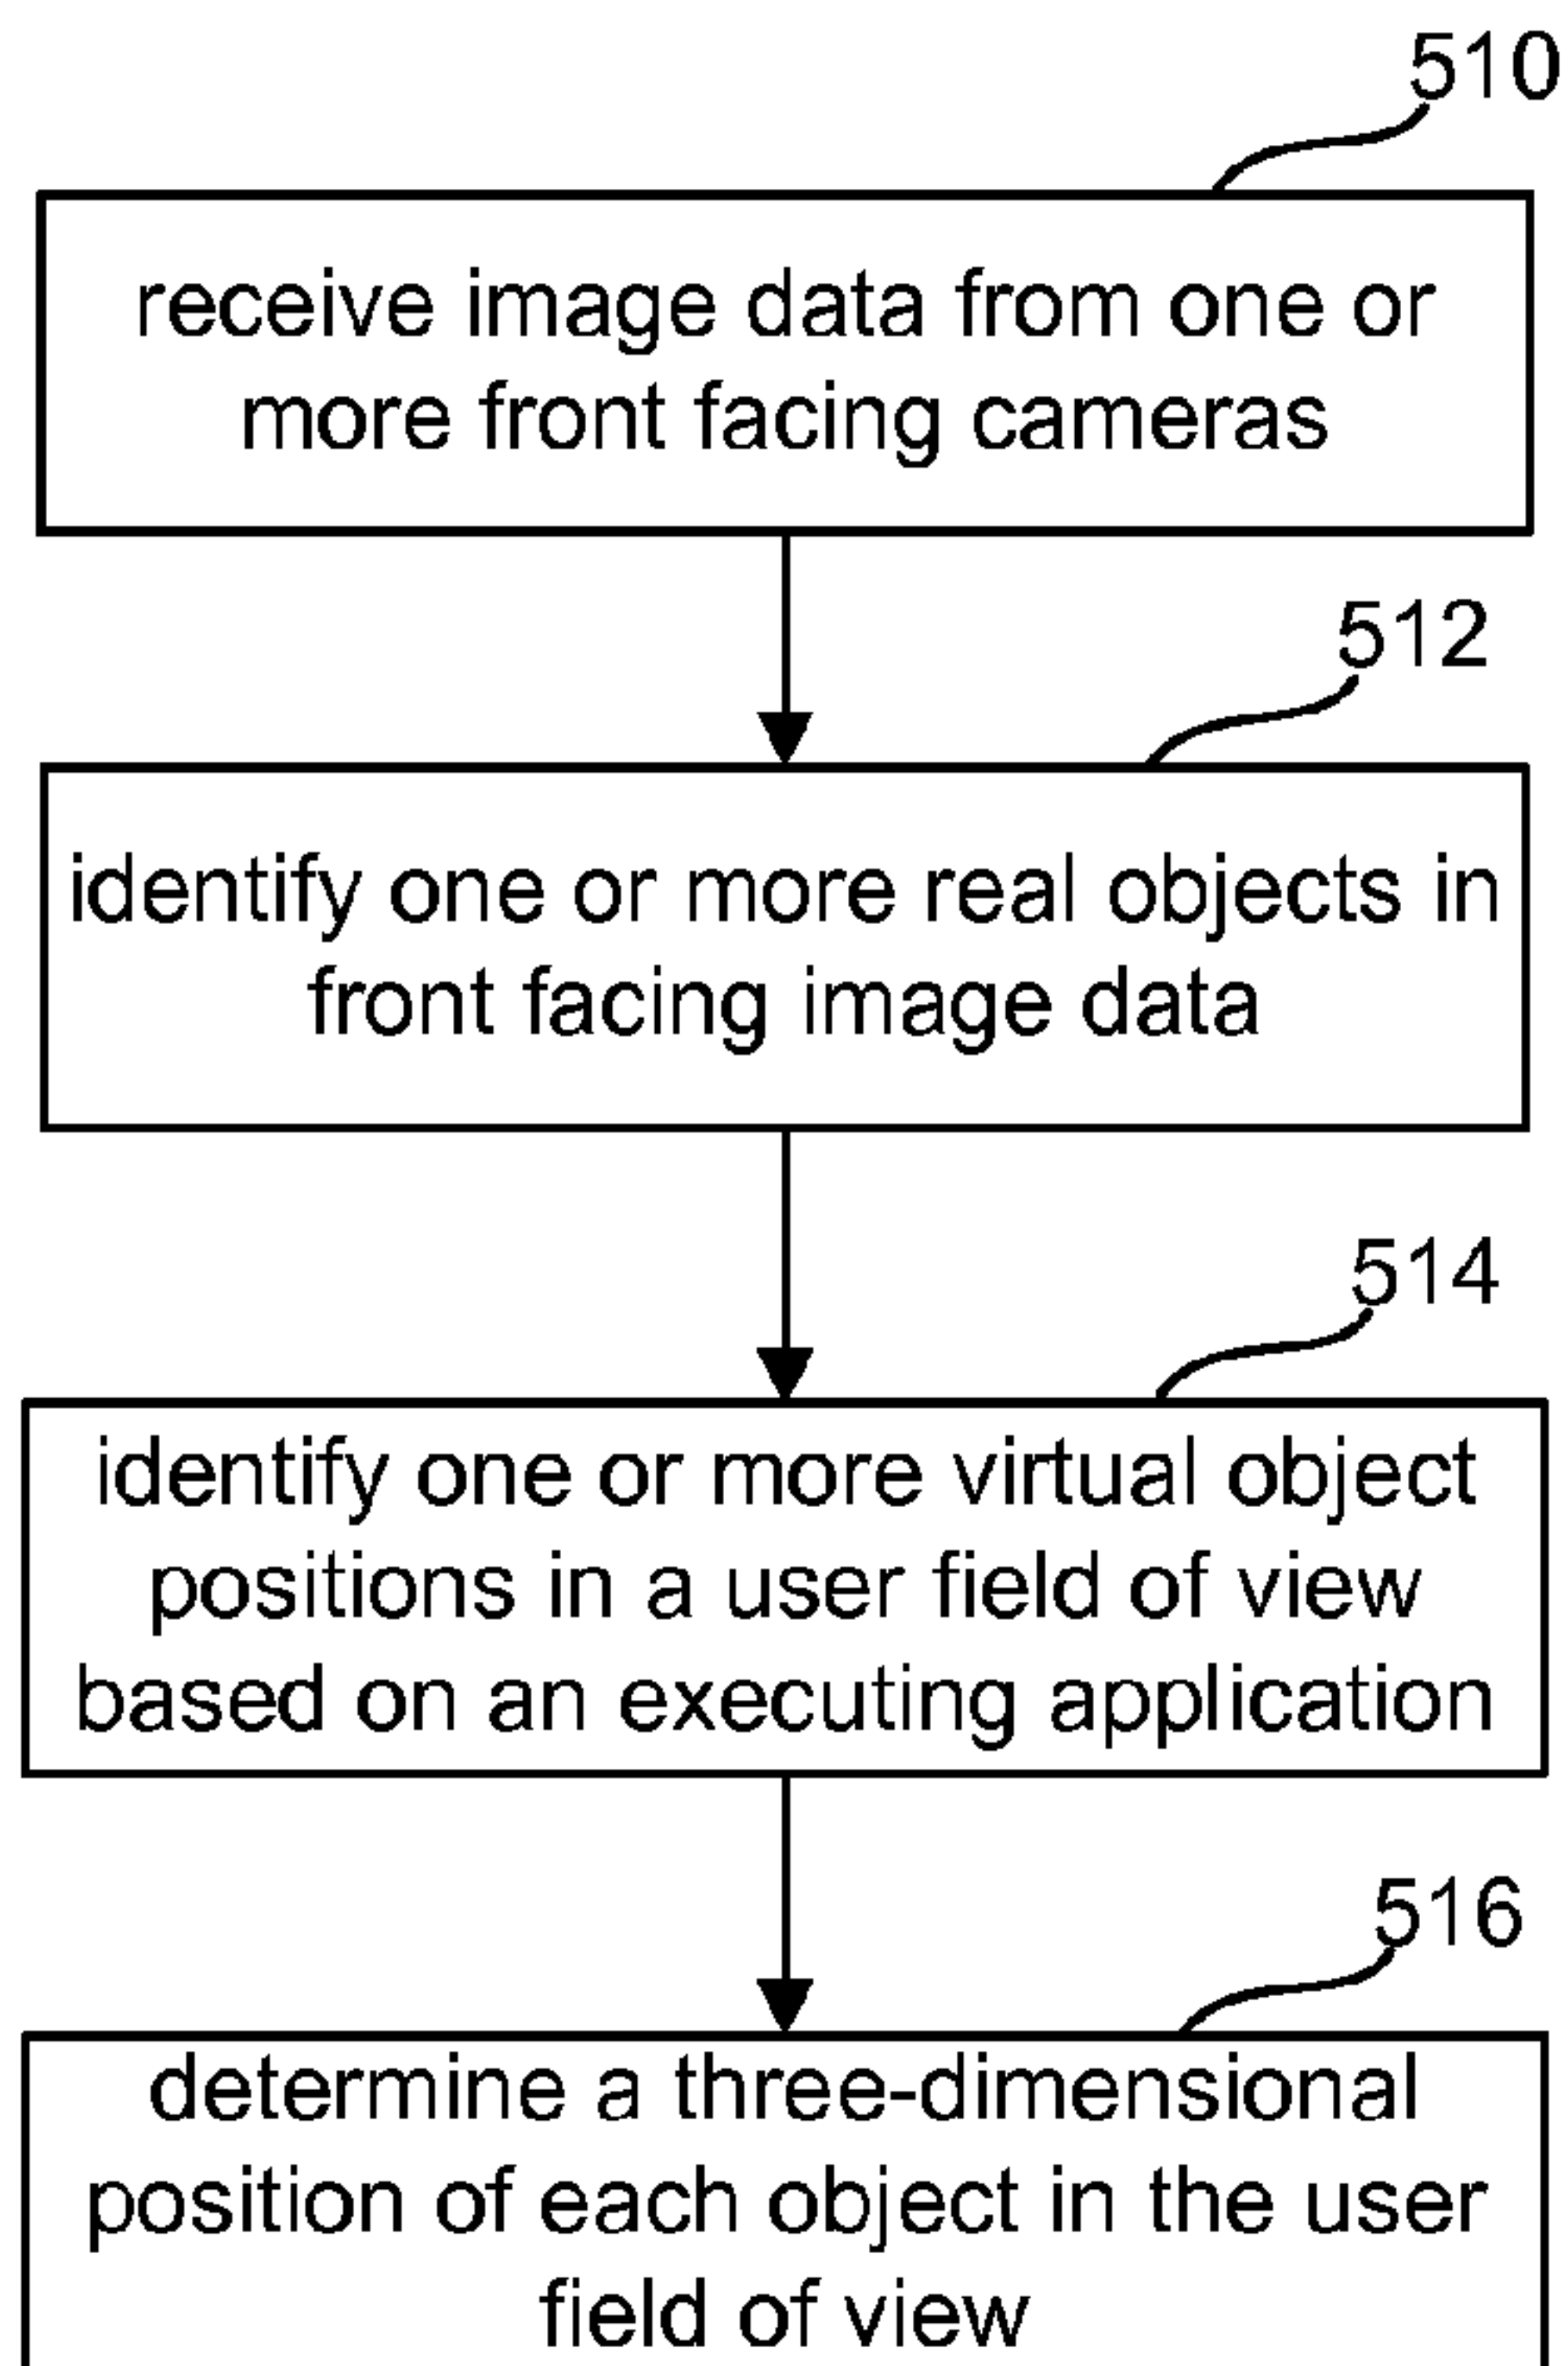 510
receive image data from one or
more front facing cameras
512
identify one or more real objects in
front facing image data
514
identify one or more virtual object
positions in a user field of view
based on an executing application
516
determine a three-dimensional
position of each object in the user
field of view